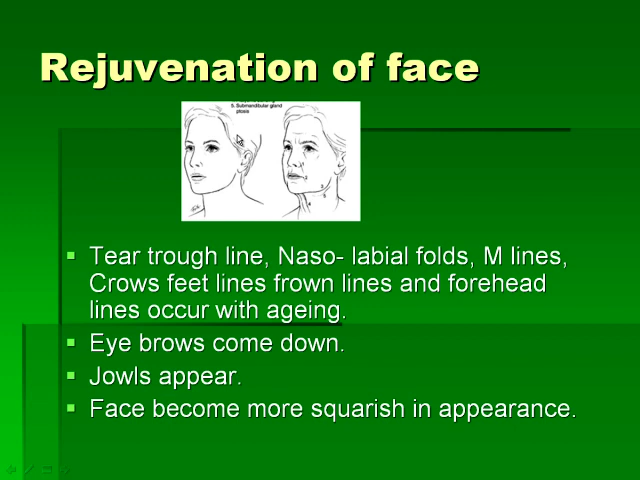 Rejuvenation of face
5. Submandibular gland
ptosis
Tear trough line, Naso- labial folds, M lines,
Crows feet lines frown lines and forehead
lines occur with ageing.
Eye brows come down.
Jowls appear.
Face become more squarish in appearance.